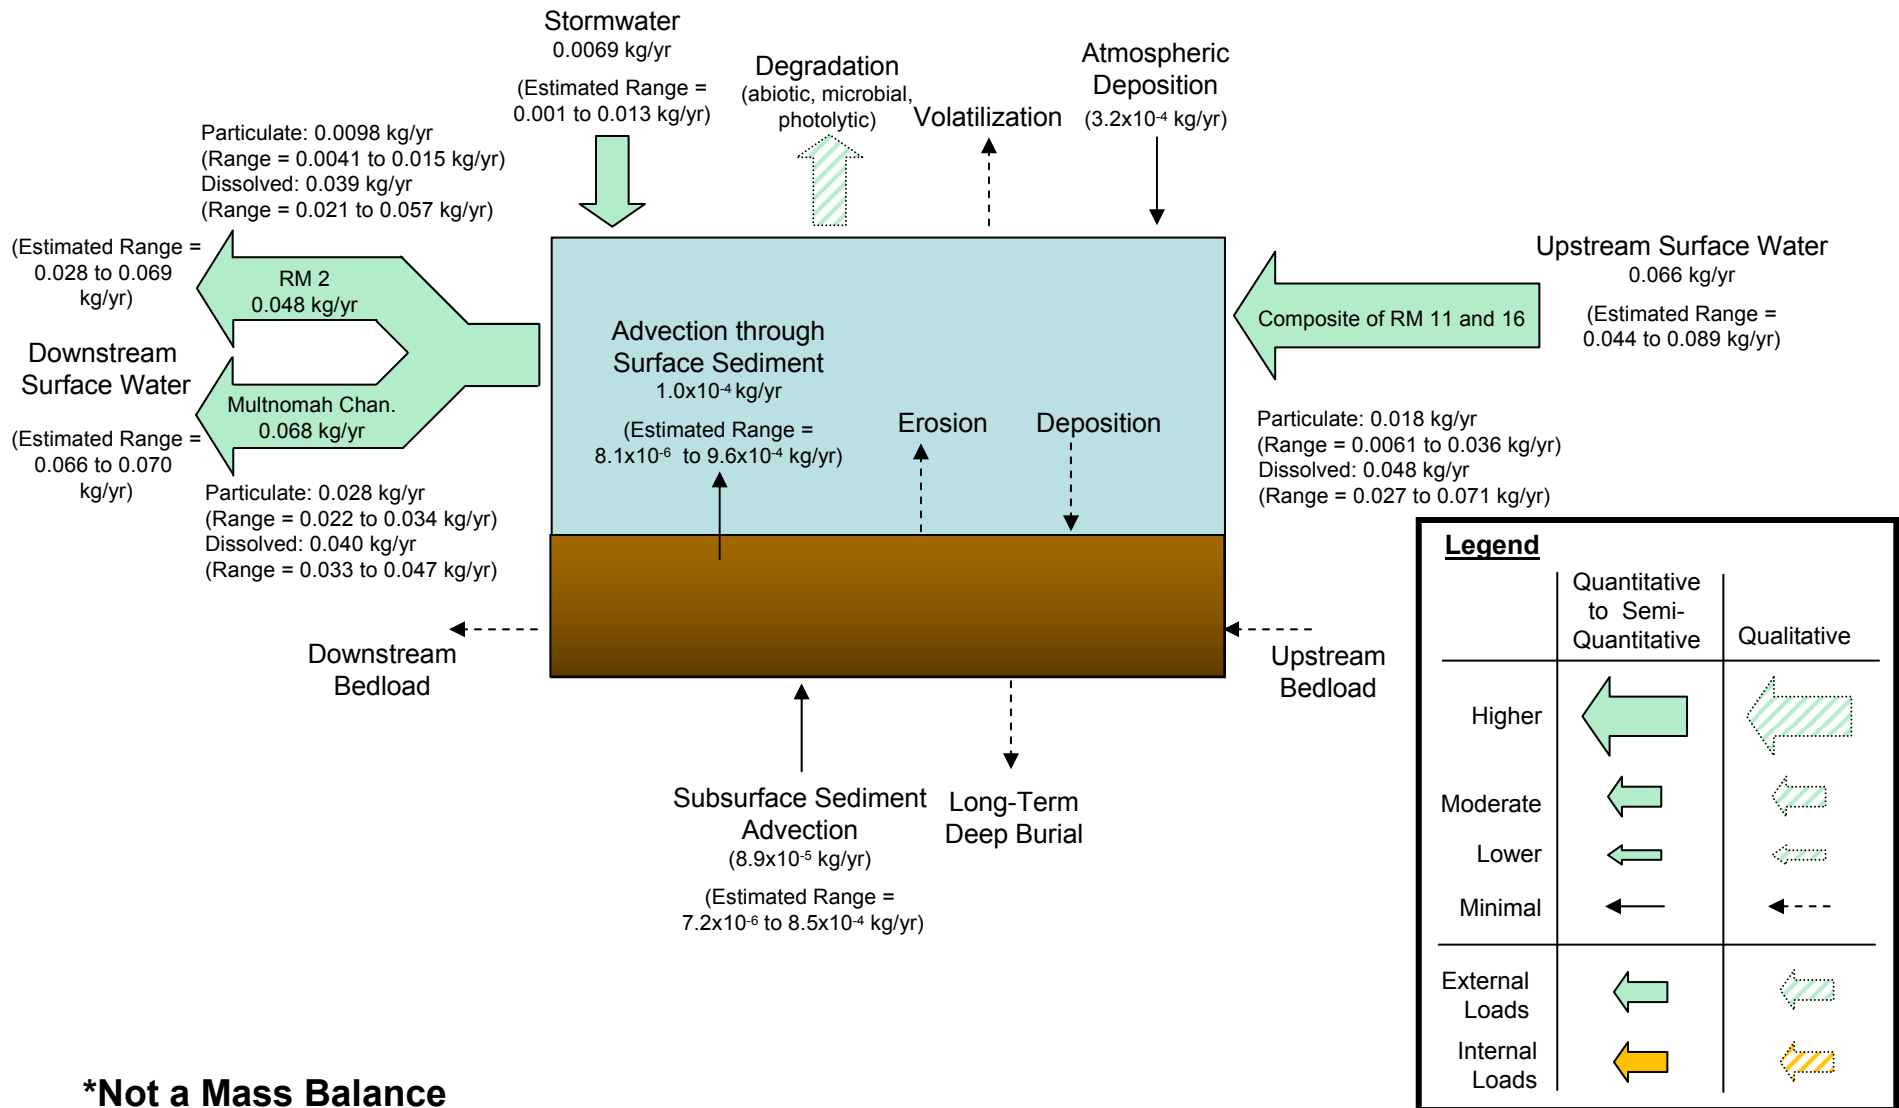 Stormwater
0.0069 kg/yr
(Estimated Range =
0.001 to 0.013 kg/yr)
Degradation
(abiotic, microbial,
photolytic)
Volatilization
Atmospheric
Deposition
(3.2x10⁻⁴ kg/yr)
Particulate: 0.0098 kg/yr
(Range = 0.0041 to 0.015 kg/yr)
Dissolved: 0.039 kg/yr
(Range = 0.021 to 0.057 kg/yr)
(Estimated Range =
0.028 to 0.069
kg/yr)
RM 2
0.048 kg/yr
Downstream
Surface Water
Multnomah Chan.
0.068 kg/yr
(Estimated Range =
0.066 to 0.070
kg/yr)
Particulate: 0.028 kg/yr
(Range = 0.022 to 0.034 kg/yr)
Dissolved: 0.040 kg/yr
(Range = 0.033 to 0.047 kg/yr)
Advection through
Surface Sediment
1.0x10⁻⁴ kg/yr
(Estimated Range =
8.1x10⁻⁶ to 9.6x10⁻⁴ kg/yr)
Erosion
Deposition
Upstream Surface Water
0.066 kg/yr
(Estimated Range =
0.044 to 0.089 kg/yr)
Composite of RM 11 and 16
Particulate: 0.018 kg/yr
(Range = 0.0061 to 0.036 kg/yr)
Dissolved: 0.048 kg/yr
(Range = 0.027 to 0.071 kg/yr)
Downstream
Bedload
Upstream
Bedload
Subsurface Sediment
Advection
(8.9x10⁻⁵ kg/yr)
(Estimated Range =
7.2x10⁻⁶ to 8.5x10⁻⁴ kg/yr)
Long-Term
Deep Burial
Legend
Quantitative
to Semi-
Quantitative
Qualitative
Higher
Moderate
Lower
Minimal
External
Loads
Internal
Loads
*Not a Mass Balance